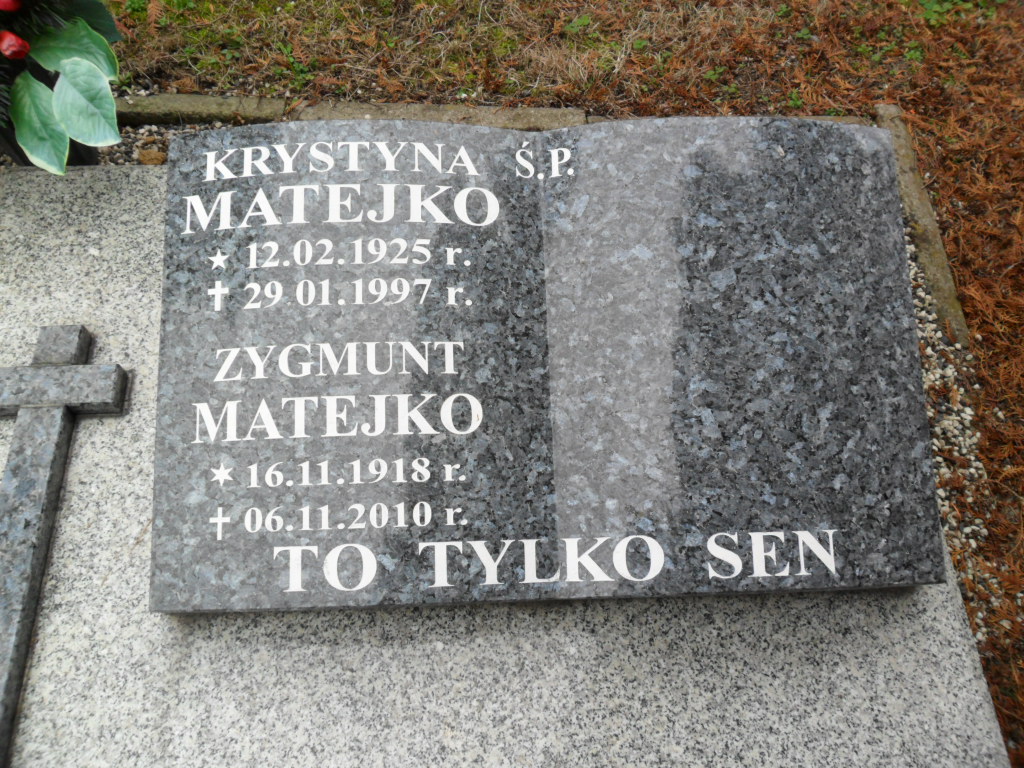 KRYSTYNA Ś.P.
MATEJKO
★ 12.02.1925 r.
✝ 29.01.1997 r.
ZYGMUNT
MATEJKO
★ 16.11.1918 r.
✝ 06.11.2010 r.
TO TYLKO SEN